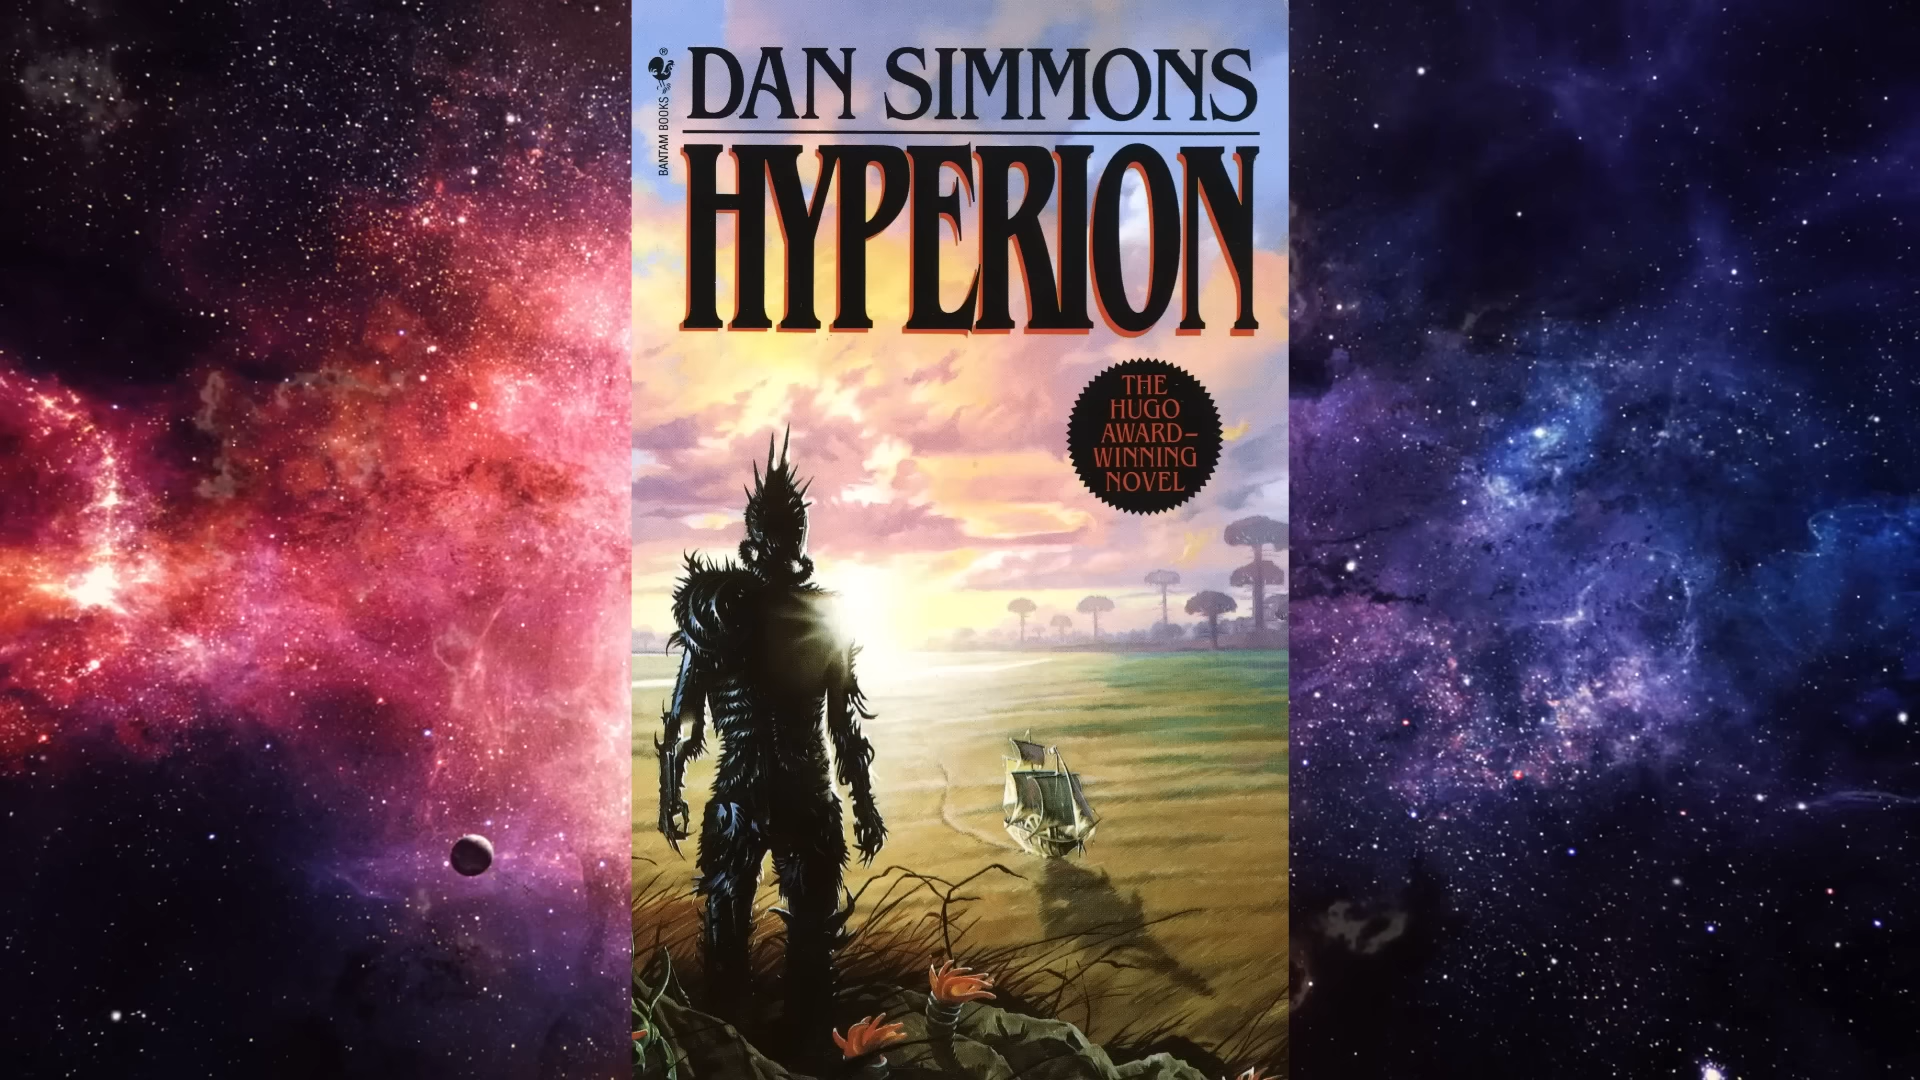 DAN SIMMONS
BANTAM BOOKS
®
HYPERION
THE
HUGO
AWARD–
WINNING
NOVEL